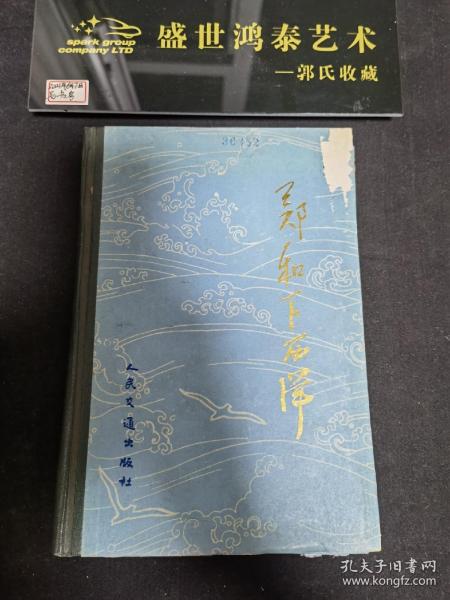 spark group
company LTD
盛世鸿泰艺术
—郭氏收藏
36452
郑和下西洋
人民交通出版社
孔夫子旧书网
www.kongfz.com